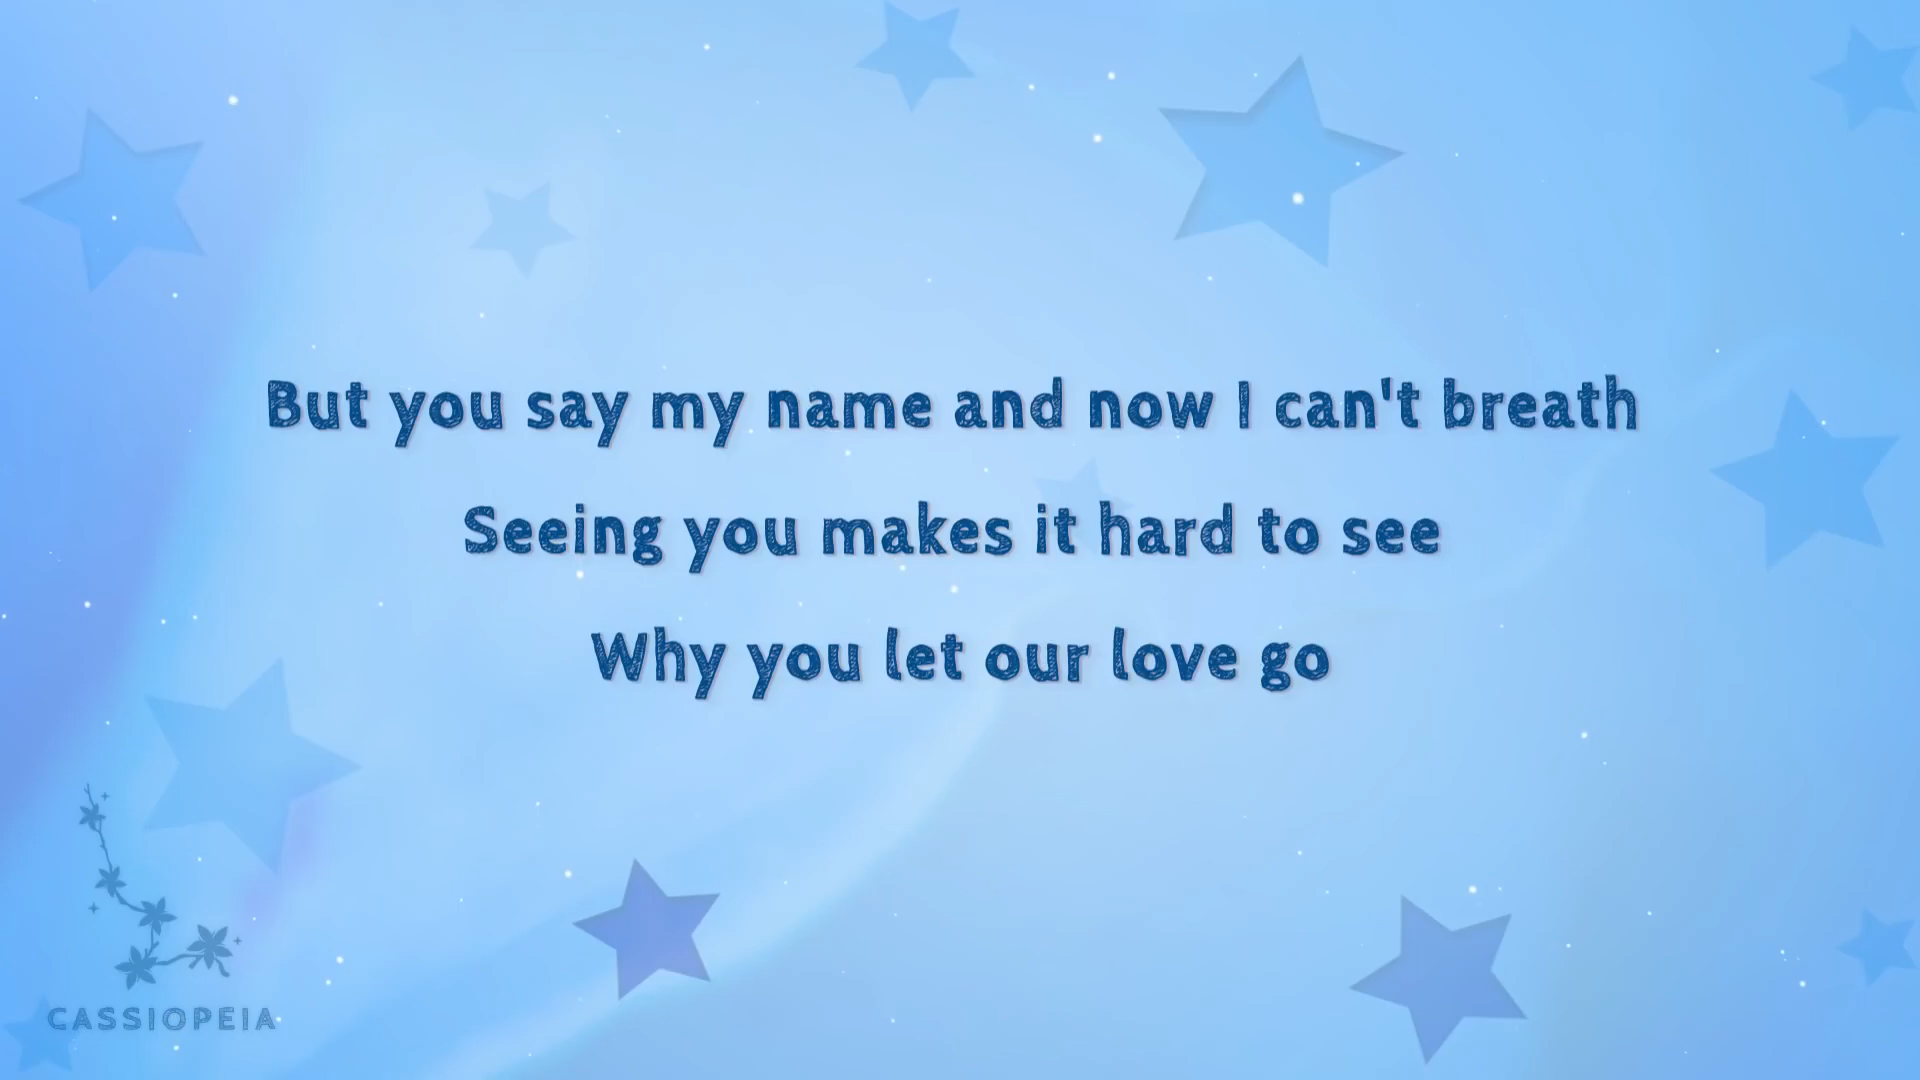 But you say my name and now I can't breath
Seeing you makes it hard to see
Why you let our love go
CASSIOPEIA